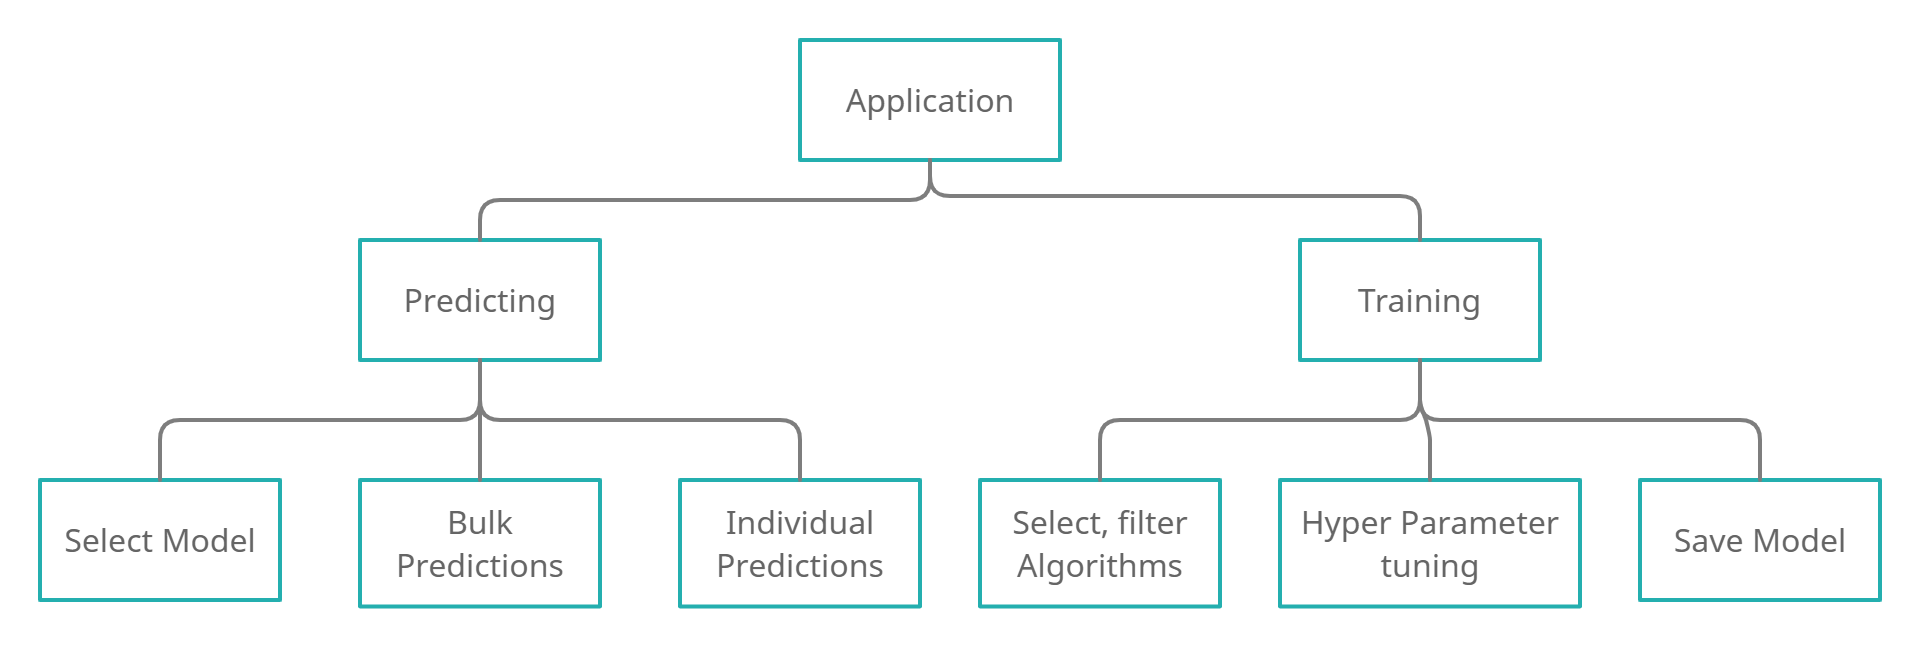 Application
Predicting
Training
Select Model
Bulk
Predictions
Individual
Predictions
Select, filter
Algorithms
Hyper Parameter
tuning
Save Model